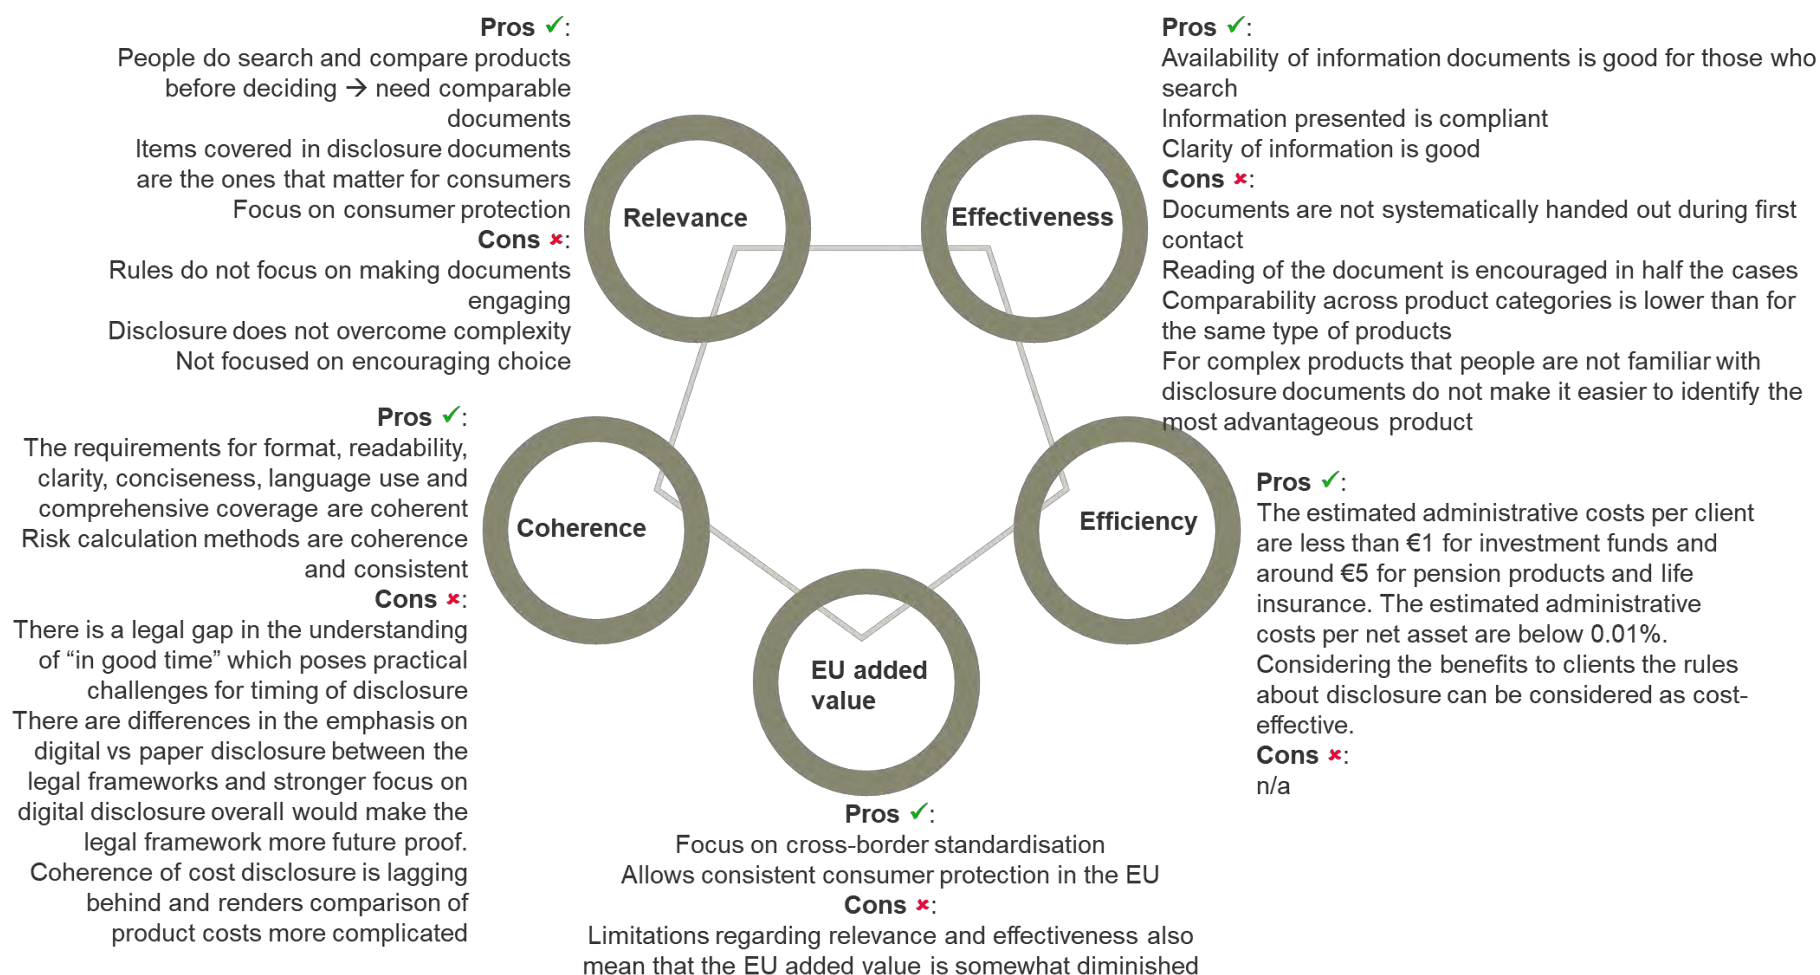 Pros ✓:
People do search and compare products
before deciding → need comparable
documents
Items covered in disclosure documents
are the ones that matter for consumers
Focus on consumer protection
Cons ✘:
Rules do not focus on making documents
engaging
Disclosure does not overcome complexity
Not focused on encouraging choice
Relevance
Pros ✓:
Availability of information documents is good for those who
search
Information presented is compliant
Clarity of information is good
Cons ✘:
Documents are not systematically handed out during first
contact
Reading of the document is encouraged in half the cases
Comparability across product categories is lower than for
the same type of products
For complex products that people are not familiar with
disclosure documents do not make it easier to identify the
most advantageous product
Effectiveness
Pros ✓:
The requirements for format, readability,
clarity, conciseness, language use and
comprehensive coverage are coherent
Risk calculation methods are coherence
and consistent
Cons ✘:
There is a legal gap in the understanding
of “in good time” which poses practical
challenges for timing of disclosure
There are differences in the emphasis on
digital vs paper disclosure between the
legal frameworks and stronger focus on
digital disclosure overall would make the
legal framework more future proof.
Coherence of cost disclosure is lagging
behind and renders comparison of
product costs more complicated
Coherence
Efficiency
Pros ✓:
The estimated administrative costs per client
are less than €1 for investment funds and
around €5 for pension products and life
insurance. The estimated administrative
costs per net asset are below 0.01%.
Considering the benefits to clients the rules
about disclosure can be considered as cost-
effective.
Cons ✘:
n/a
EU added
value
Pros ✓:
Focus on cross-border standardisation
Allows consistent consumer protection in the EU
Cons ✘:
Limitations regarding relevance and effectiveness also
mean that the EU added value is somewhat diminished